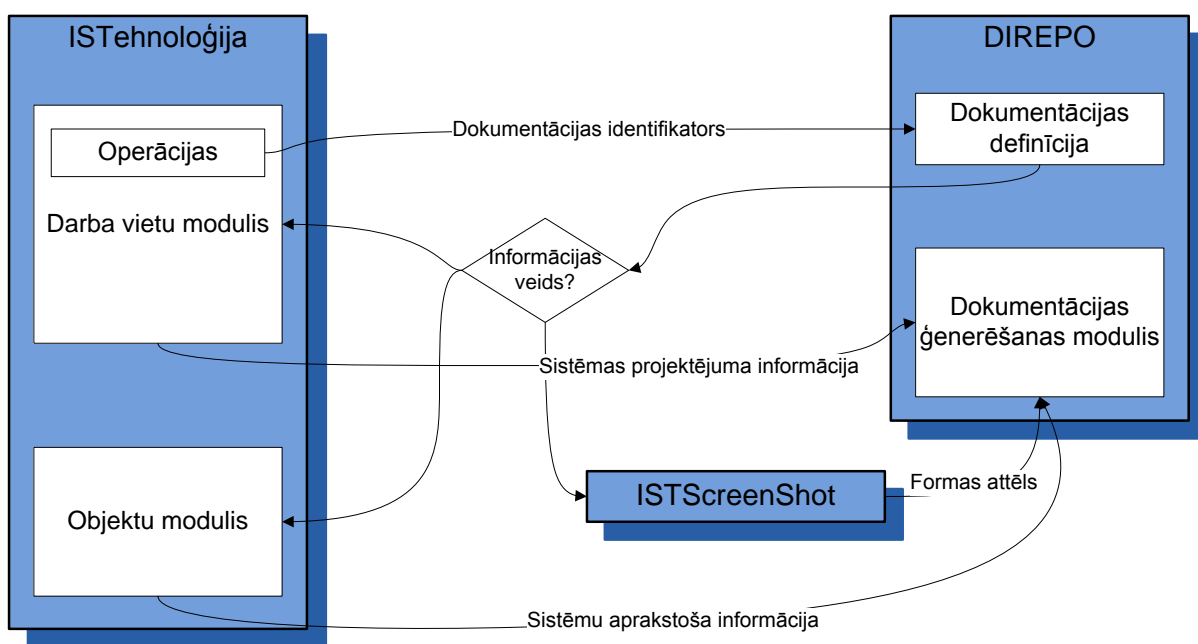 ISTehnoloģija
DIREPO
Operācijas
Dokumentācijas identifikators
Dokumentācijas
definīcija
Darba vietu modulis
Informācijas
veids?
Dokumentācijas
ģenerēšanas modulis
Sistēmas projektējuma informācija
ISTScreenShot
Formas attēls
Objektu modulis
Sistēmu aprakstoša informācija